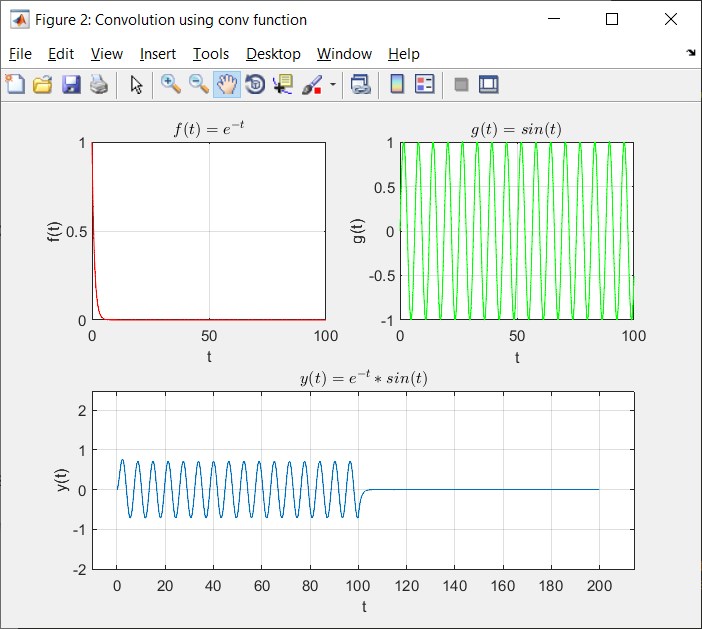 Figure 2: Convolution using conv function
File Edit View Insert Tools Desktop Window Help
f(t) = e^{-t}
1
0.5
0
f(t)
0 50 100
t
g(t) = sin(t)
1
0.5
0
-0.5
-1
g(t)
0 50 100
t
y(t) = e^{-t} * sin(t)
2
1
0
-1
-2
y(t)
0 20 40 60 80 100 120 140 160 180 200
t